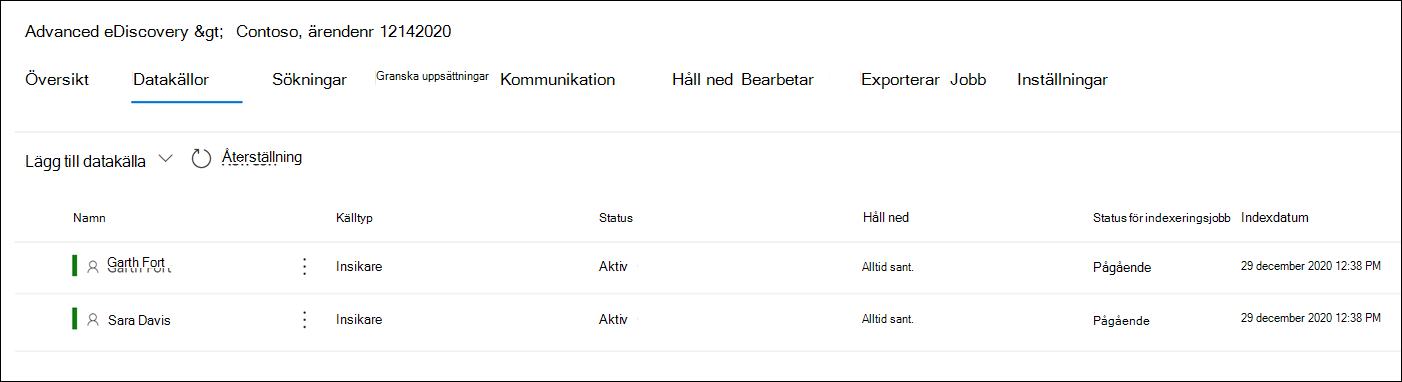 Advanced eDiscovery &gt; Contoso, ärendenr 12142020
Översikt Datakällor Sökningar Granska uppsättningar Kommunikation Håll ned Bearbetar Exporterar Jobb Inställningar
Lägg till datakälla Återställning
Namn Källtyp Status Håll ned Status för indexeringsjobb Indexdatum
Garth Fort Insikare Aktiv Alltid sant. Pågående 29 december 2020 12:38 PM
Sara Davis Insikare Aktiv Alltid sant. Pågående 29 december 2020 12:38 PM